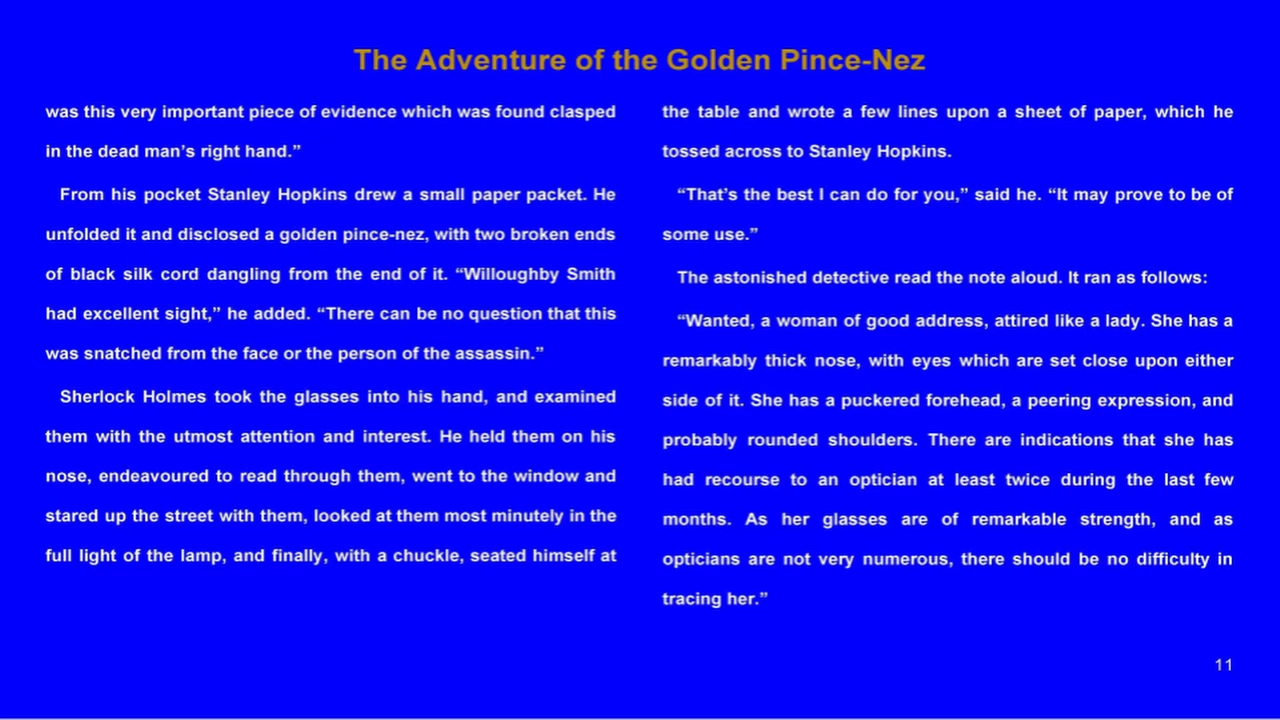 The Adventure of the Golden Pince-Nez
was this very important piece of evidence which was found clasped
in the dead man’s right hand.”
From his pocket Stanley Hopkins drew a small paper packet. He
unfolded it and disclosed a golden pince-nez, with two broken ends
of black silk cord dangling from the end of it. “Willoughby Smith
had excellent sight,” he added. “There can be no question that this
was snatched from the face or the person of the assassin.”
Sherlock Holmes took the glasses into his hand, and examined
them with the utmost attention and interest. He held them on his
nose, endeavoured to read through them, went to the window and
stared up the street with them, looked at them most minutely in the
full light of the lamp, and finally, with a chuckle, seated himself at
the table and wrote a few lines upon a sheet of paper, which he
tossed across to Stanley Hopkins.
“That’s the best I can do for you,” said he. “It may prove to be of
some use.”
The astonished detective read the note aloud. It ran as follows:
“Wanted, a woman of good address, attired like a lady. She has a
remarkably thick nose, with eyes which are set close upon either
side of it. She has a puckered forehead, a peering expression, and
probably rounded shoulders. There are indications that she has
had recourse to an optician at least twice during the last few
months. As her glasses are of remarkable strength, and as
opticians are not very numerous, there should be no difficulty in
tracing her.”
11